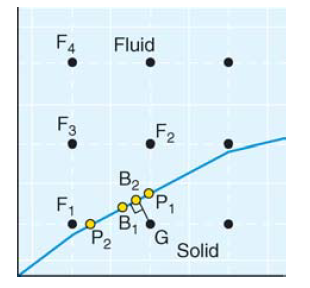 F4 Fluid
F3 F2
B2
F1 P1
P2 B1 G
Solid